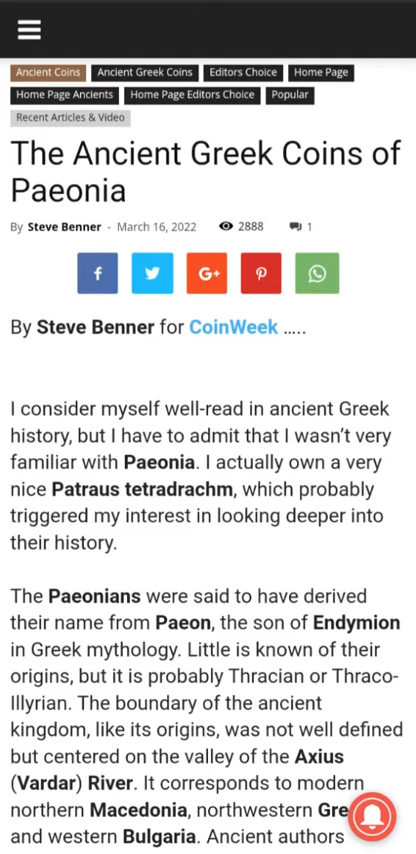 Ancient Coins Ancient Greek Coins Editors Choice Home Page
Home Page Ancients Home Page Editors Choice Popular
Recent Articles & Video
The Ancient Greek Coins of
Paeonia
By Steve Benner - March 16, 2022 2888 1
f G+
By Steve Benner for CoinWeek .....
I consider myself well-read in ancient Greek
history, but I have to admit that I wasn't very
familiar with Paeonia. I actually own a very
nice Patraus tetradrachm, which probably
triggered my interest in looking deeper into
their history.
The Paeonians were said to have derived
their name from Paeon, the son of Endymion
in Greek mythology. Little is known of their
origins, but it is probably Thracian or Thraco-
Illyrian. The boundary of the ancient
kingdom, like its origins, was not well defined
but centered on the valley of the Axius
(Vardar) River. It corresponds to modern
northern Macedonia, northwestern Gre
and western Bulgaria. Ancient authors